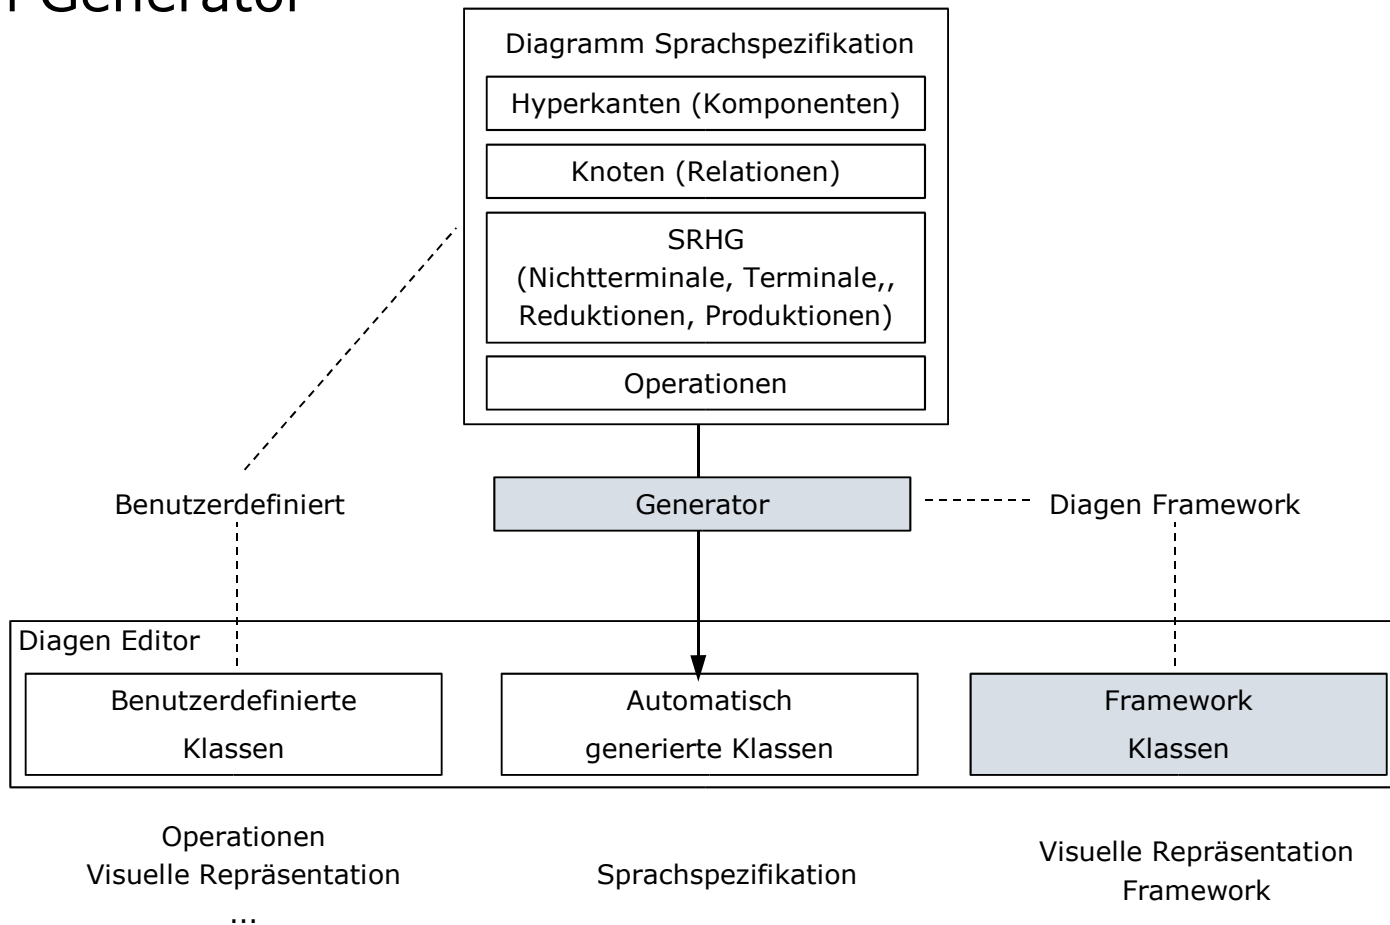 Generator
Diagramm Sprachspezifikation
Hyperkanten (Komponenten)
Knoten (Relationen)
SRHG
(Nichtterminale, Terminale,,
Reduktionen, Produktionen)
Operationen
Benutzerdefiniert
Generator
Diagen Framework
Diagen Editor
Benutzerdefinierte
Klassen
Automatisch
generierte Klassen
Framework
Klassen
Operationen
Visuelle Repräsentation
...
Sprachspezifikation
Visuelle Repräsentation
Framework